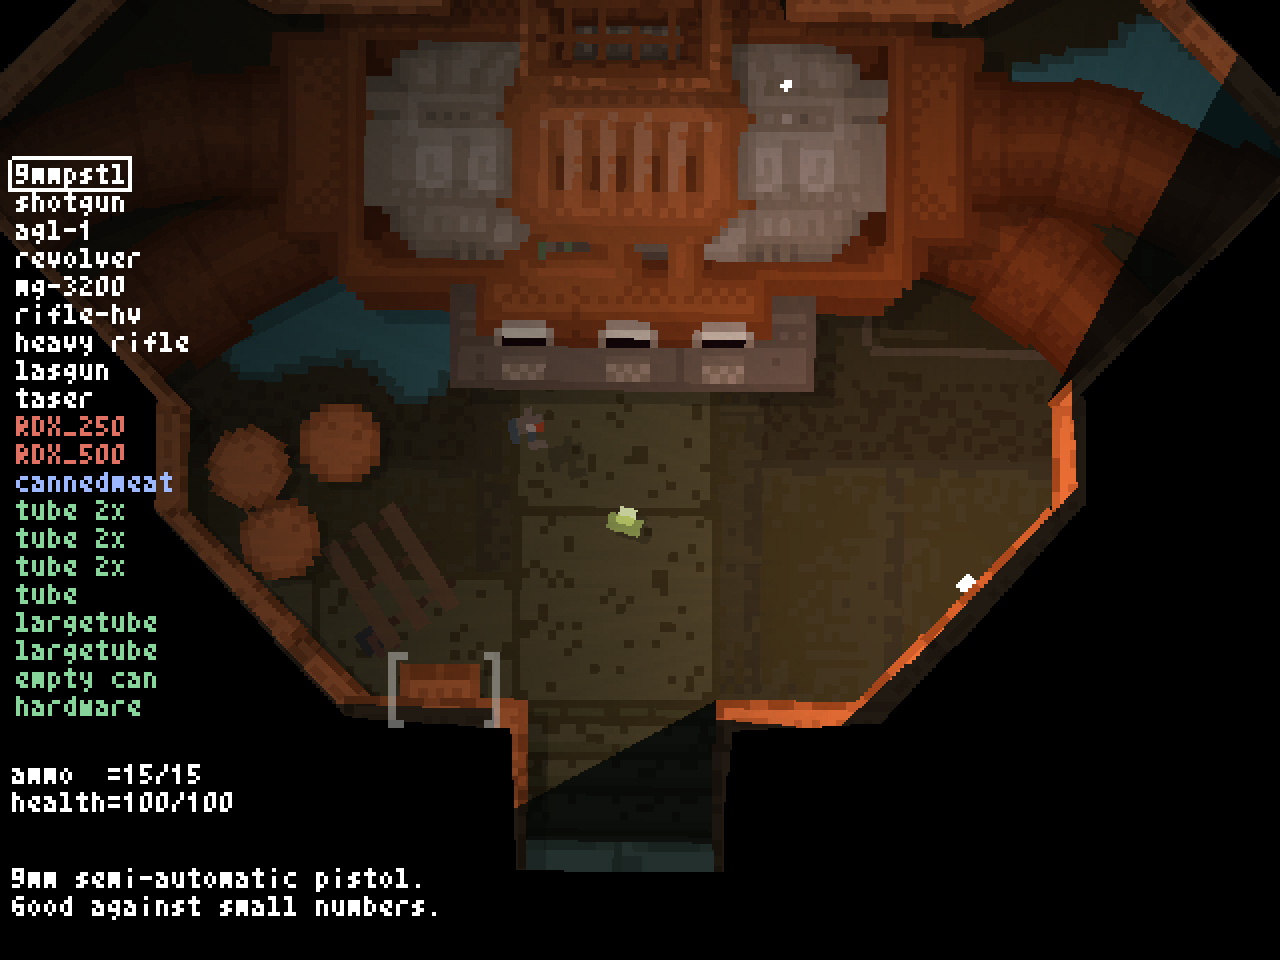 9mmpstl
shotgun
agl-1
revolver
mg-3200
rifle-hv
heavy rifle
lasgun
taser
RDX_250
RDX_500
cannedmeat
tube 2x
tube 2x
tube 2x
tube
largetube
largetube
empty can
hardware
ammo  =15/15
health=100/100
9mm semi-automatic pistol.
Good against small numbers.